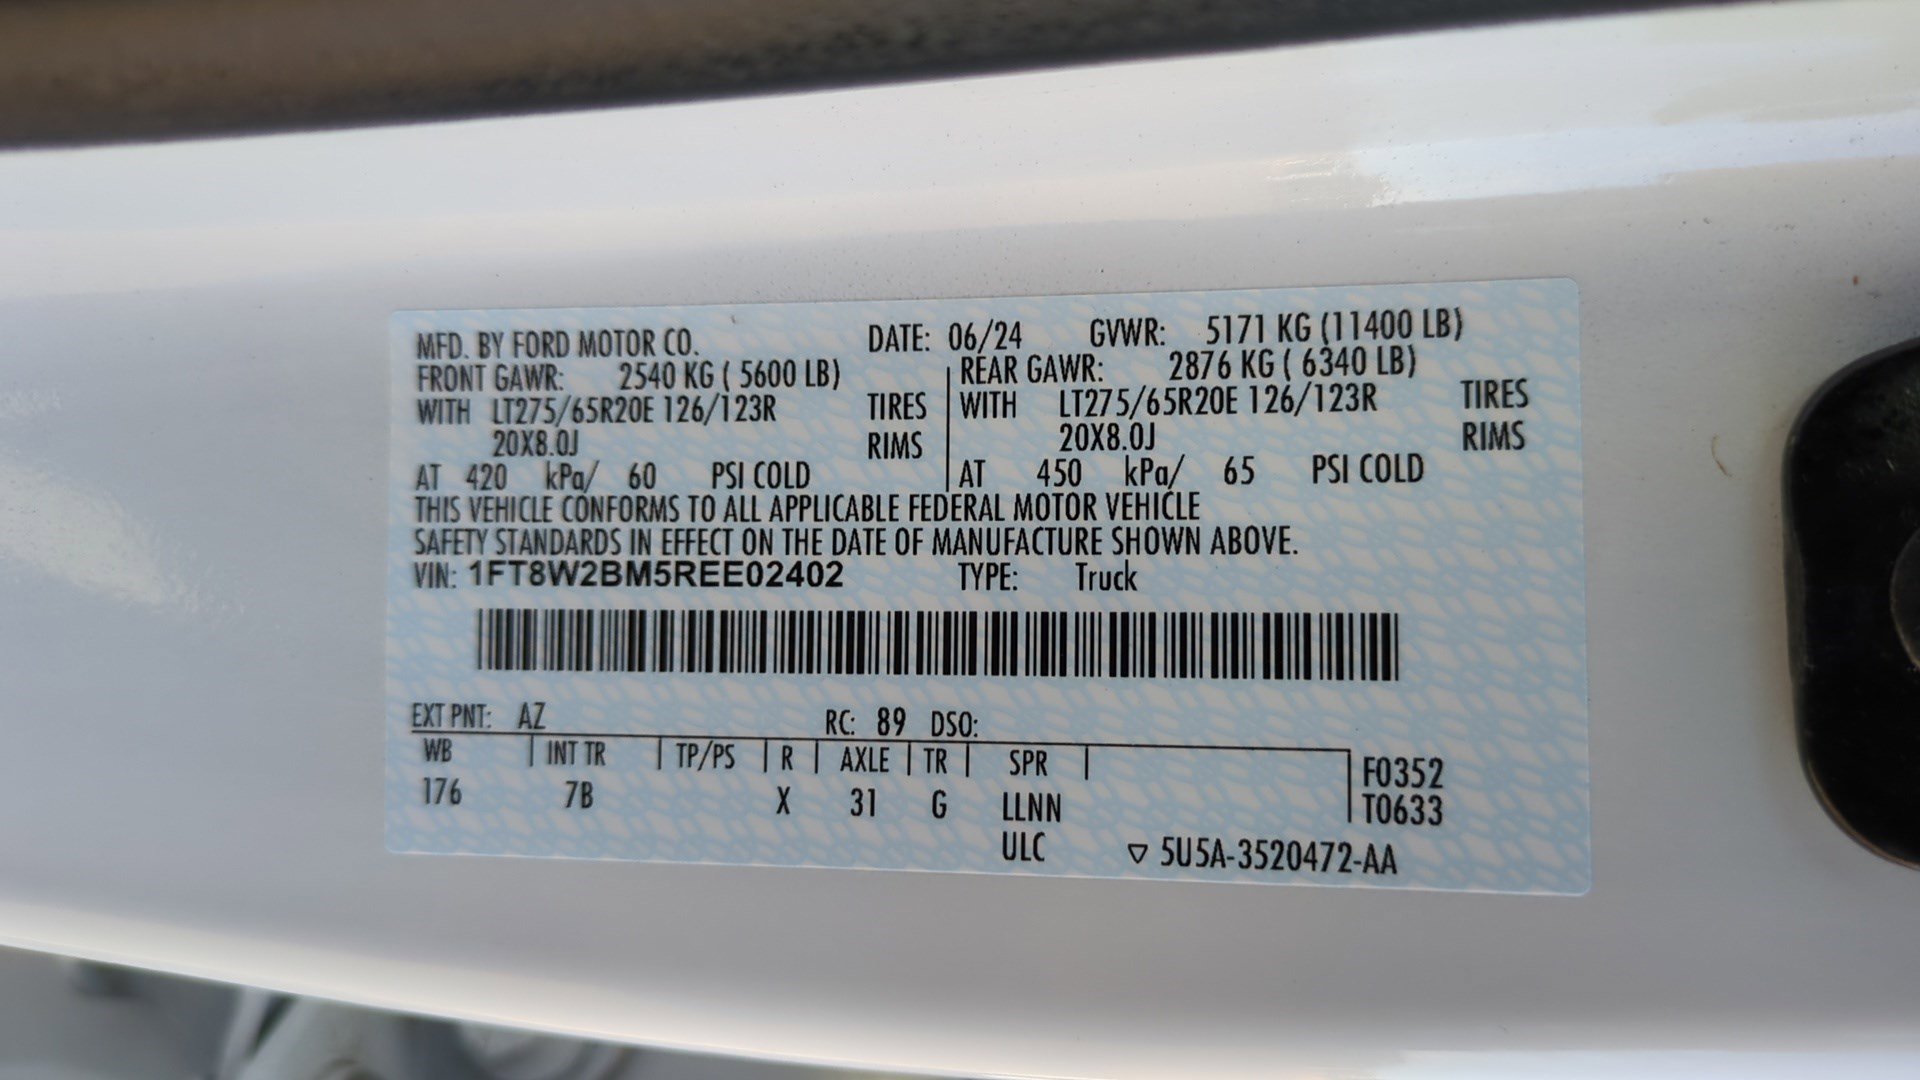 MFD. BY FORD MOTOR CO. DATE: 06/24 GVWR: 5171 KG (11400 LB)
FRONT GAWR: 2540 KG ( 5600 LB) REAR GAWR: 2876 KG ( 6340 LB)
WITH LT275/65R20E 126/123R TIRES WITH LT275/65R20E 126/123R TIRES
20X8.0J RIMS 20X8.0J RIMS
AT 420 kPa/ 60 PSI COLD AT 450 kPa/ 65 PSI COLD
THIS VEHICLE CONFORMS TO ALL APPLICABLE FEDERAL MOTOR VEHICLE
SAFETY STANDARDS IN EFFECT ON THE DATE OF MANUFACTURE SHOWN ABOVE.
VIN: 1FT8W2BM5REE02402 TYPE: Truck
EXT PNT: AZ RC: 89 DSO:
WB INT TR TP/PS R AXLE TR SPR F0352
176 7B X 31 G LLNN T0633
ULC ▽ 5U5A-3520472-AA